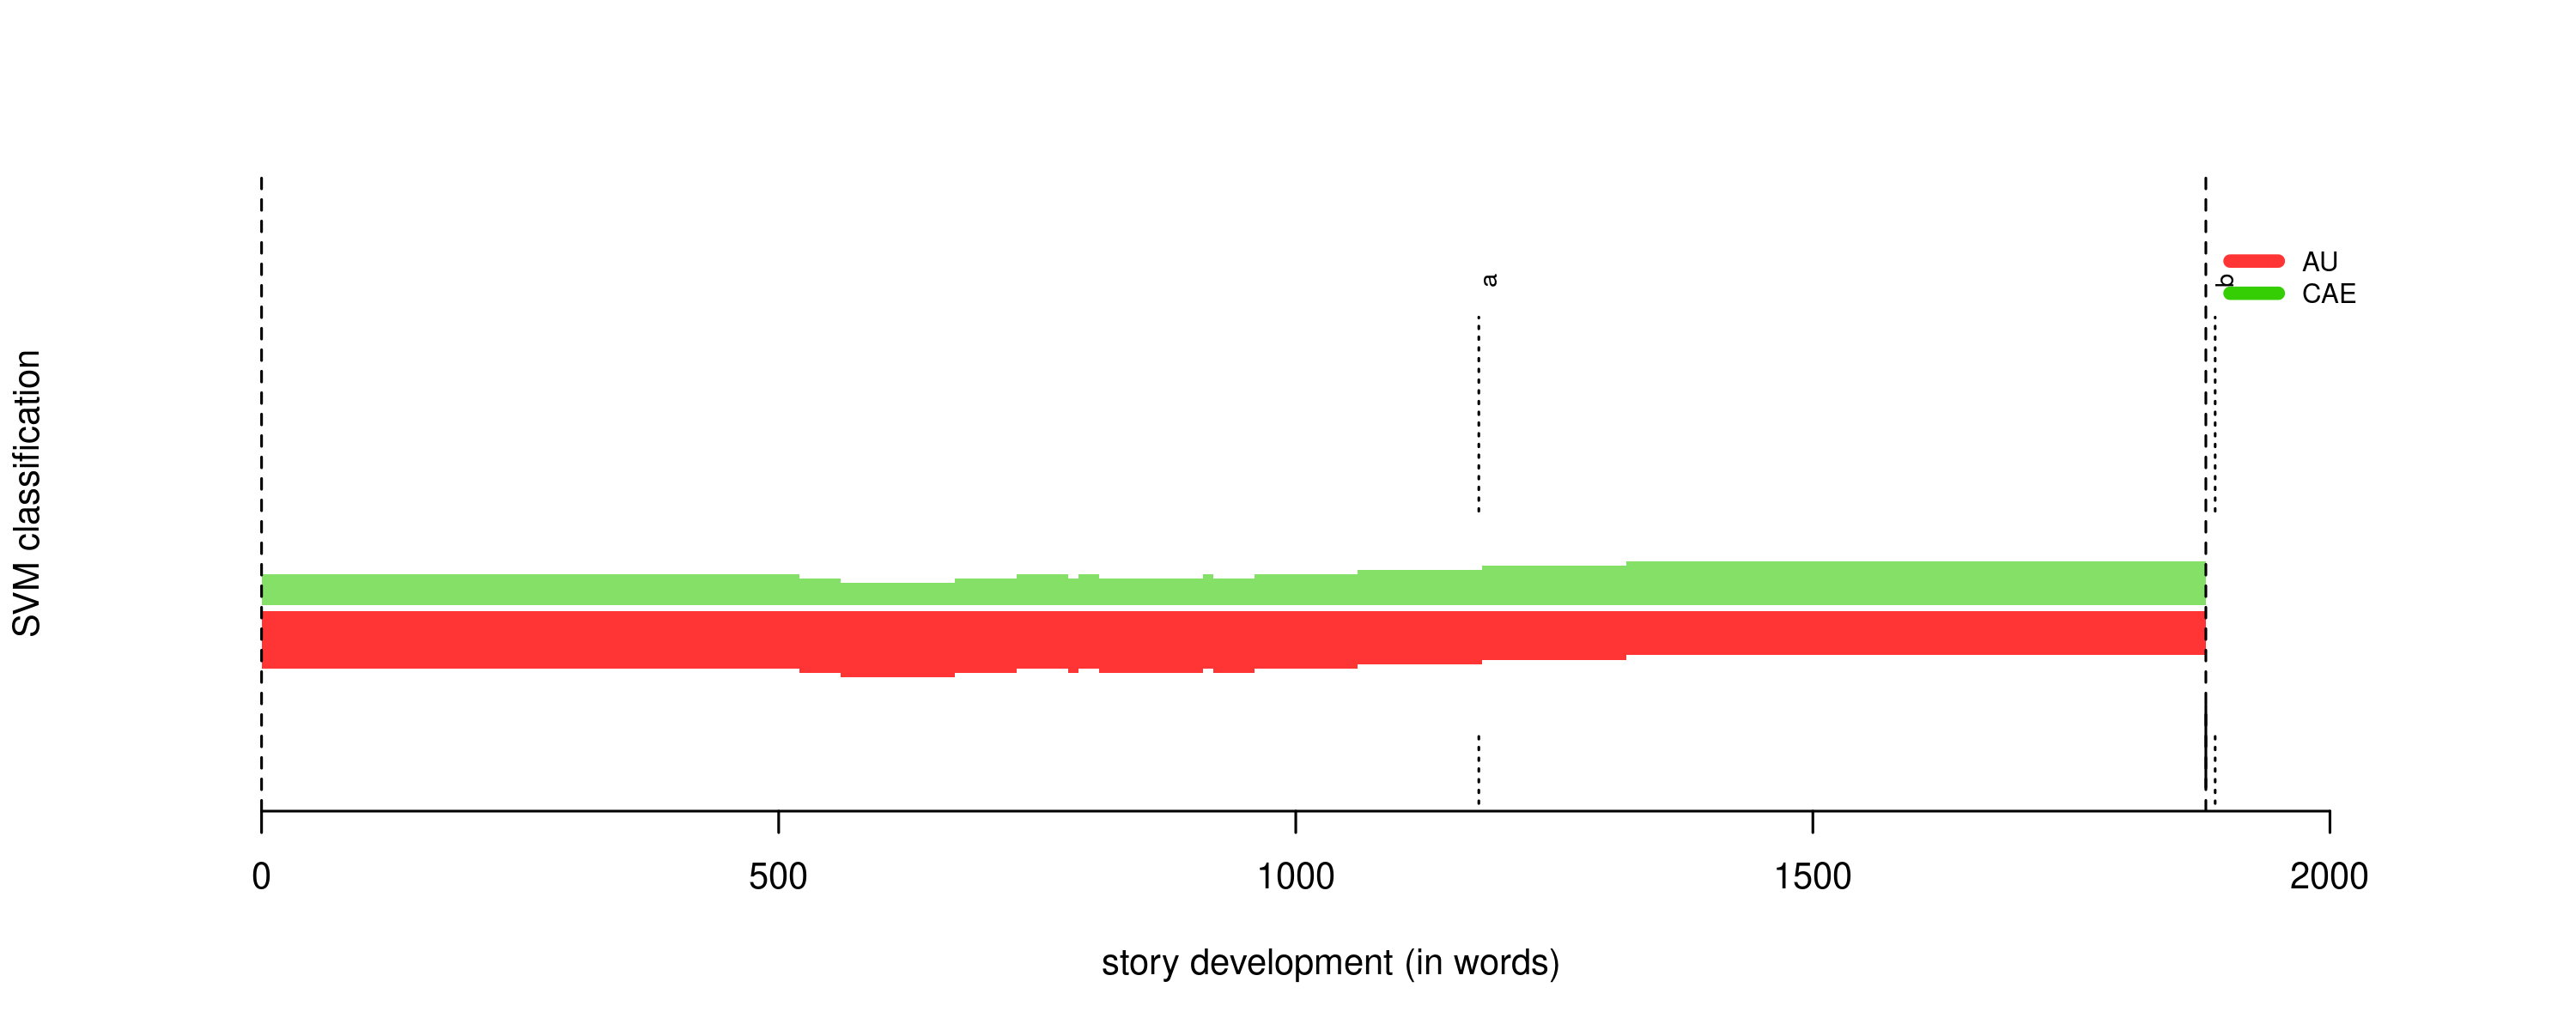 a
b
AU
CAE
SVM classification
0
500
1000
1500
2000
story development (in words)